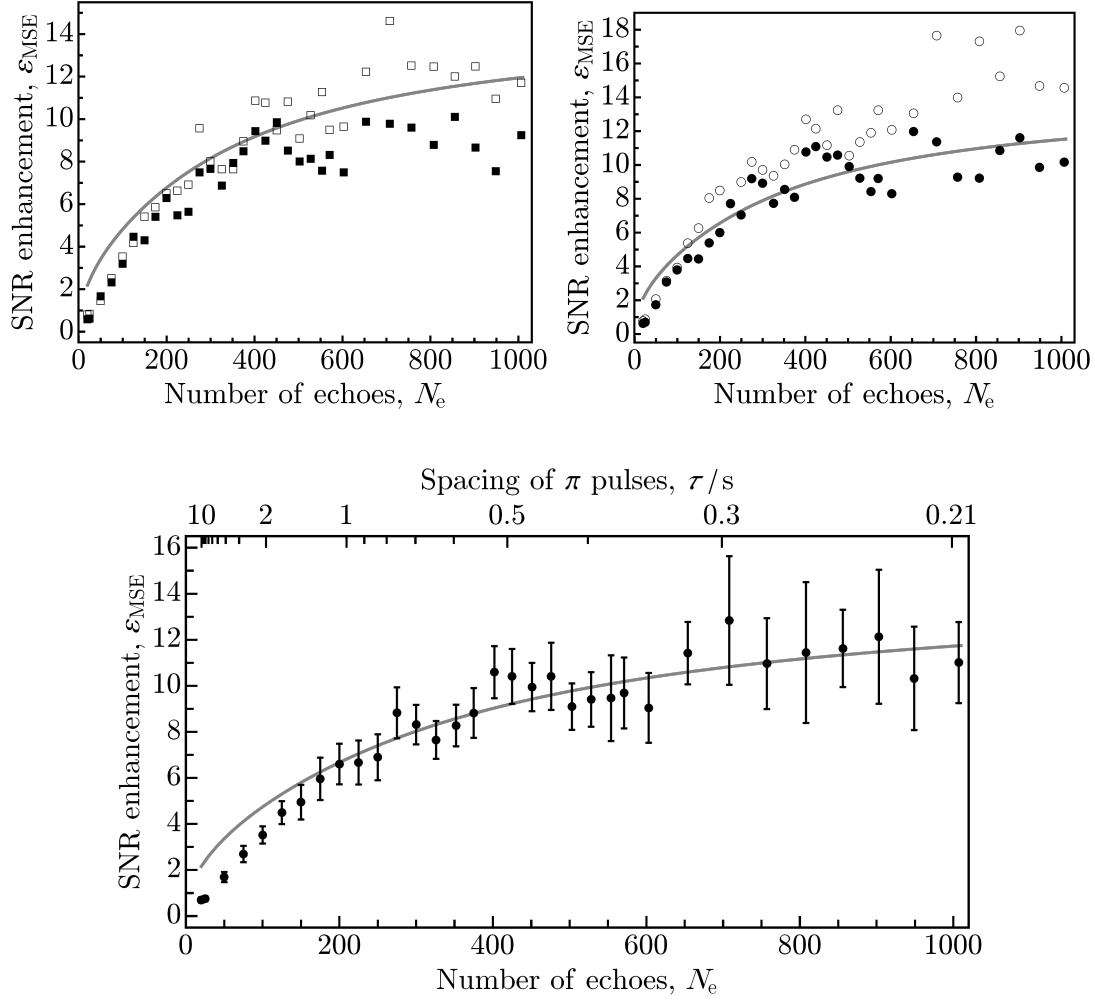 SNR enhancement, εMSE
14
12
10
8
6
4
2
0
0 200 400 600 800 1000
Number of echoes, Ne
SNR enhancement, εMSE
18
16
14
12
10
8
6
4
2
0
0 200 400 600 800 1000
Number of echoes, Ne
Spacing of π pulses, τ/s
10 2 1 0.5 0.3 0.21
SNR enhancement, εMSE
16
14
12
10
8
6
4
2
0
0 200 400 600 800 1000
Number of echoes, Ne